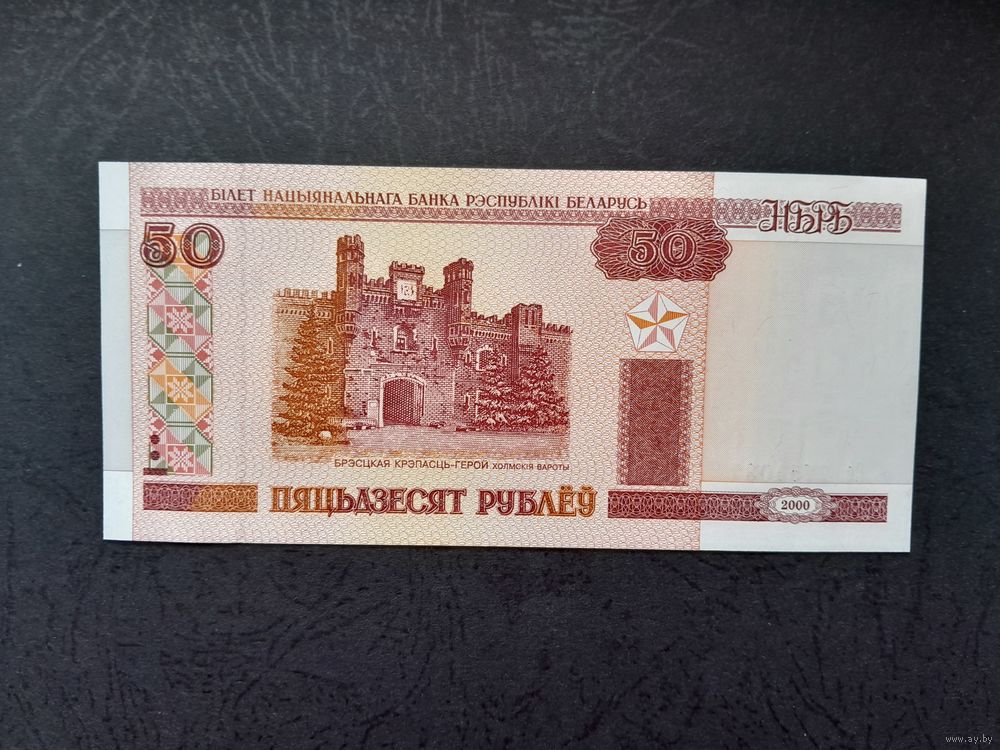 БІЛЕТ НАЦЫЯНАЛЬНАГА БАНКА РЭСПУБЛІКІ БЕЛАРУСЬ
НБРБ
50
50
БРЭСЦКАЯ КРЭПАСЦЬ-ГЕРОЙ ХОЛМСКІЯ ВАРОТЫ
ПЯЦЬДЗЕСЯТ РУБЛЁЎ
2000
www.ay.by